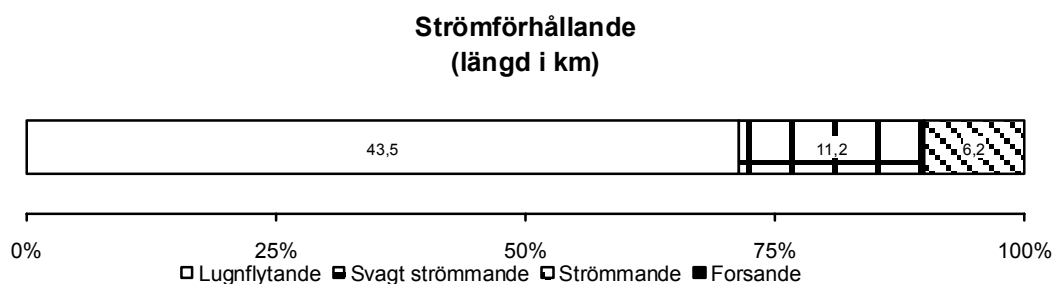 Strömförhållande
(längd i km)
43,5 11,2 6,2
0% 25% 50% 75% 100%
Lugnflytande Svagt strömmande Strömmande Forsande